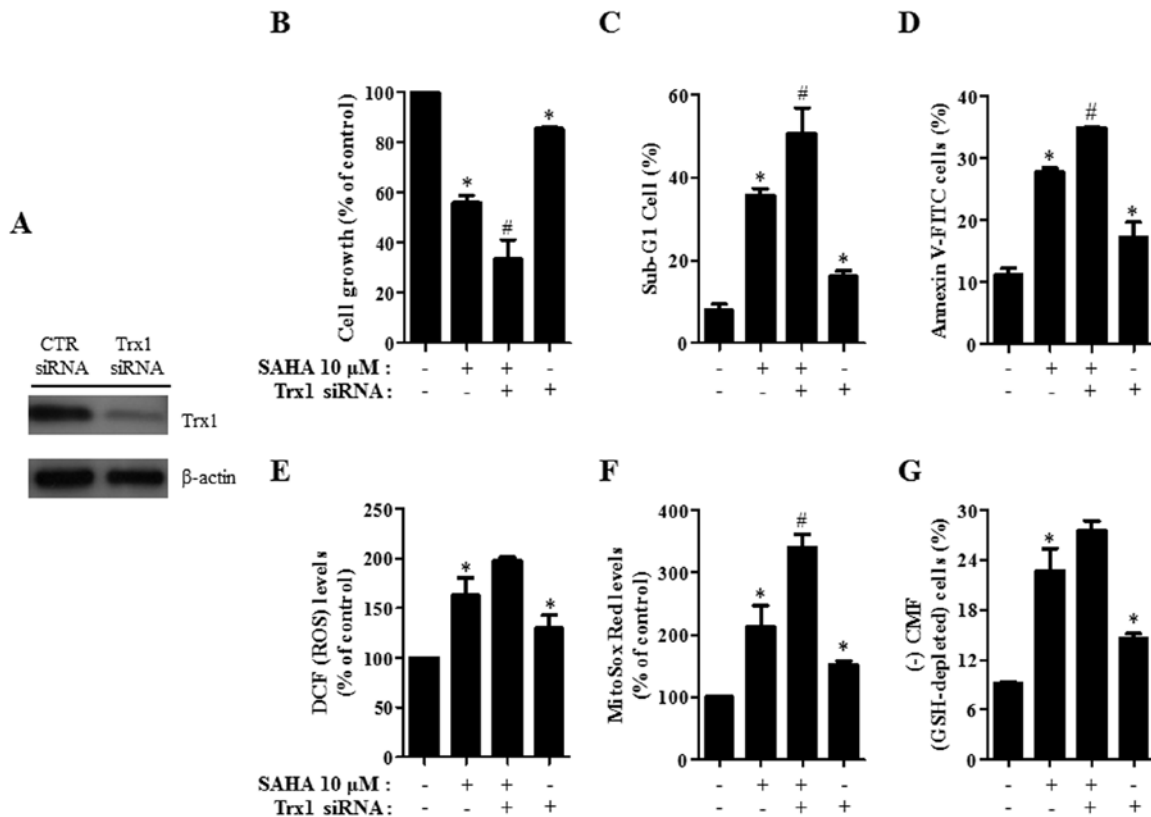 A
CTR Trx1
siRNA siRNA
Trx1
β-actin
B
Cell growth (% of control)
100
80
60
40
20
0
*
#
*
SAHA 10 μM : - + + -
Trx1 siRNA : - - + +
C
Sub-G1 Cell (%)
60
40
20
0
*
#
*
- + + -
- - + +
D
Annexin V-FITC cells (%)
40
30
20
10
0
*
#
*
- + + -
- - + +
E
DCF (ROS) levels
(% of control)
250
200
150
100
50
0
*
*
SAHA 10 μM : - + + -
Trx1 siRNA : - - + +
F
MitoSox Red levels
(% of control)
400
300
200
100
0
*
#
*
- + + -
- - + +
G
(-) CMF
(GSH-depleted) cells (%)
30
24
18
12
6
0
*
*
- + + -
- - + +